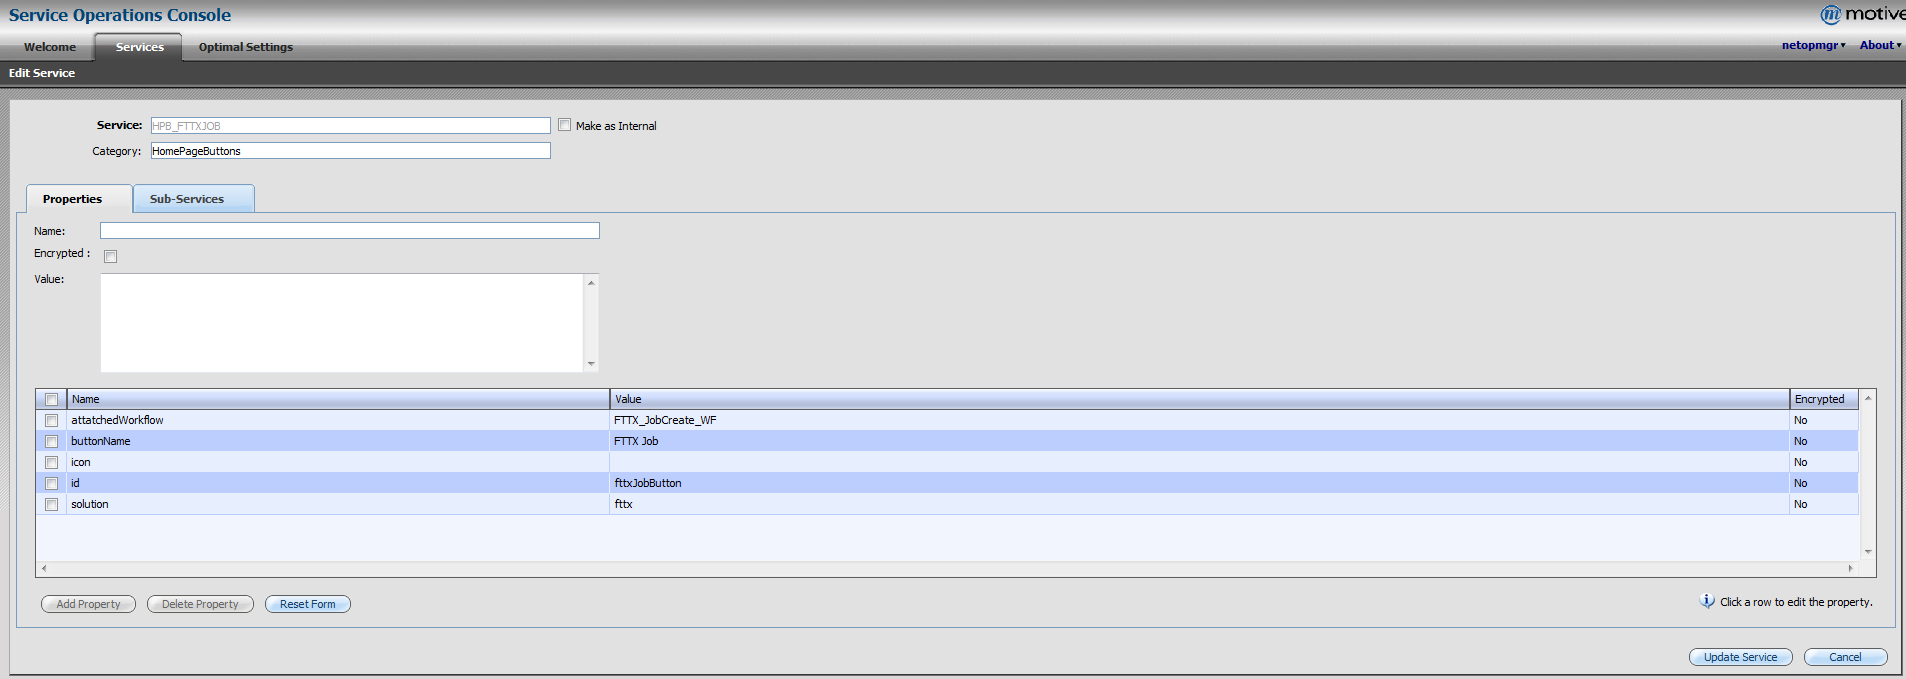 Service Operations Console
motive
Welcome
Services
Optimal Settings
netopmgr
About
Edit Service
Service:
HPB_FTTXJOB
Make as Internal
Category:
HomePageButtons
Properties
Sub-Services
Name:
Encrypted :
Value:
Name Value Encrypted
attatchedWorkflow FTTX_JobCreate_WF No
buttonName FTTX Job No
icon No
id fttxJobButton No
solution fttx No
Add Property
Delete Property
Reset Form
Click a row to edit the property.
Update Service
Cancel